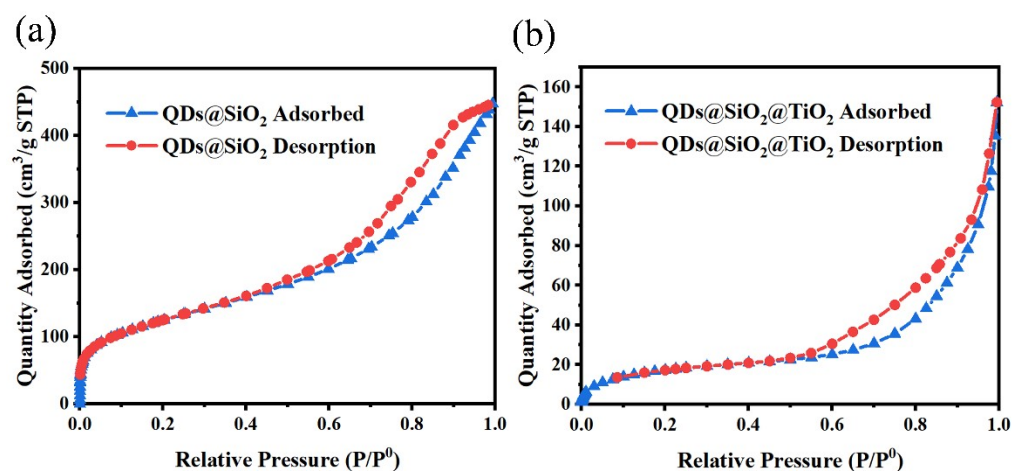 (a)
Quantity Adsorbed (cm³/g STP)
500
400
300
200
100
0
QDs@SiO₂ Adsorbed
QDs@SiO₂ Desorption
0.0 0.2 0.4 0.6 0.8 1.0
Relative Pressure (P/P⁰)
(b)
Quantity Adsorbed (cm³/g STP)
160
140
120
100
80
60
40
20
0
QDs@SiO₂@TiO₂ Adsorbed
QDs@SiO₂@TiO₂ Desorption
0.0 0.2 0.4 0.6 0.8 1.0
Relative Pressure (P/P⁰)